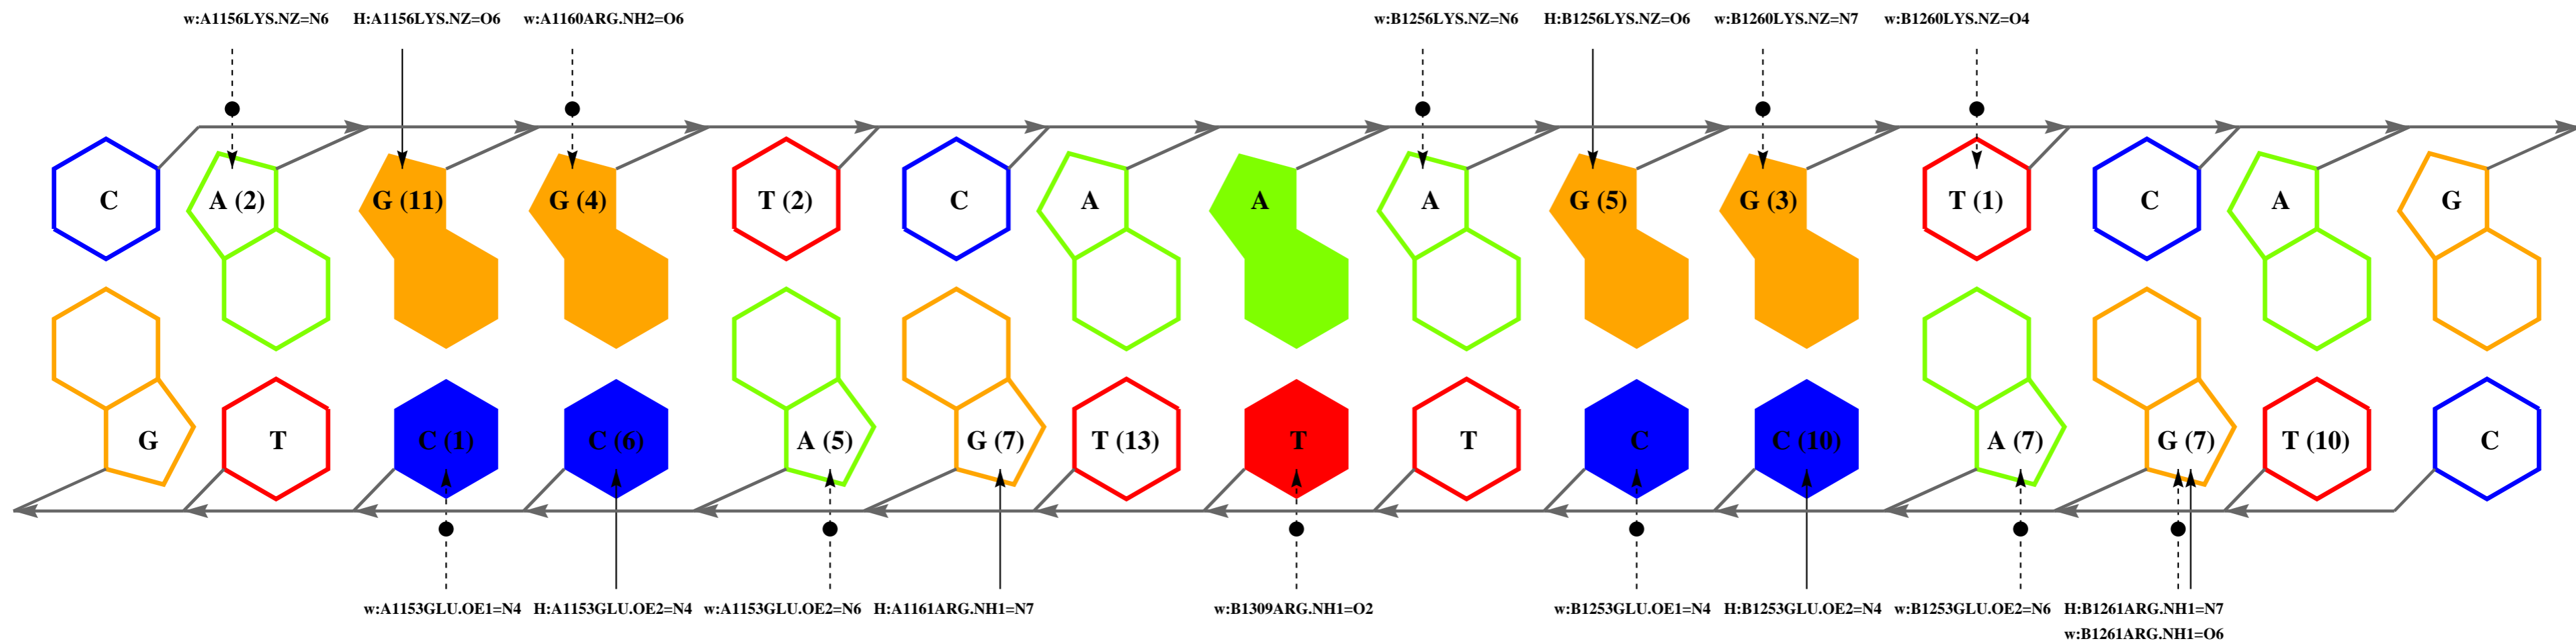 w:A1156LYS.NZ=N6 H:A1156LYS.NZ=O6 w:A1160ARG.NH2=O6 w:B1256LYS.NZ=N6 H:B1256LYS.NZ=O6 w:B1260LYS.NZ=N7 w:B1260LYS.NZ=O4
C A (2) G (11) G (4) T (2) C A A A G (5) G (3) T (1) C A G
G T C (1) C (6) A (5) G (7) T (13) T T C C (10) A (7) G (7) T (10) C
w:A1153GLU.OE1=N4 H:A1153GLU.OE2=N4 w:A1153GLU.OE2=N6 H:A1161ARG.NH1=N7 w:B1309ARG.NH1=O2 w:B1253GLU.OE1=N4 H:B1253GLU.OE2=N4 w:B1253GLU.OE2=N6 H:B1261ARG.NH1=N7
w:B1261ARG.NH1=O6